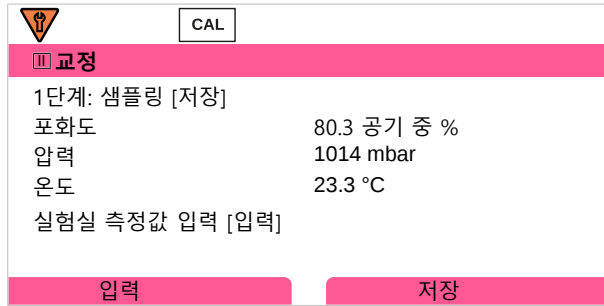 CAL
II 교정
1단계: 샘플링 [저장]
포화도 80.3 공기 중 %
압력 1014 mbar
온도 23.3 °C
실험실 측정값 입력 [입력]
입력 저장